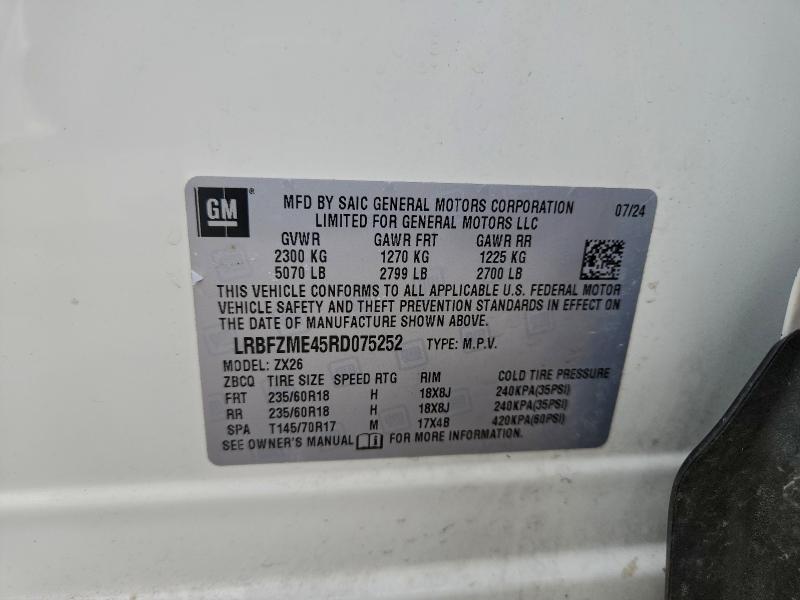 GM ®
MFD BY SAIC GENERAL MOTORS CORPORATION 07/24
LIMITED FOR GENERAL MOTORS LLC
GVWR GAWR FRT GAWR RR
2300 KG 1270 KG 1225 KG
5070 LB 2799 LB 2700 LB
THIS VEHICLE CONFORMS TO ALL APPLICABLE U.S. FEDERAL MOTOR
VEHICLE SAFETY AND THEFT PREVENTION STANDARDS IN EFFECT ON
THE DATE OF MANUFACTURE SHOWN ABOVE.
LRBFZME45RD075252 TYPE: M.P.V.
MODEL: ZX26
ZBCQ TIRE SIZE SPEED RTG RIM COLD TIRE PRESSURE
FRT 235/60R18 H 18X8J 240KPA(35PSI)
RR 235/60R18 H 18X8J 240KPA(35PSI)
SPA T145/70R17 M 17X4B 420KPA(60PSI)
SEE OWNER'S MANUAL FOR MORE INFORMATION.